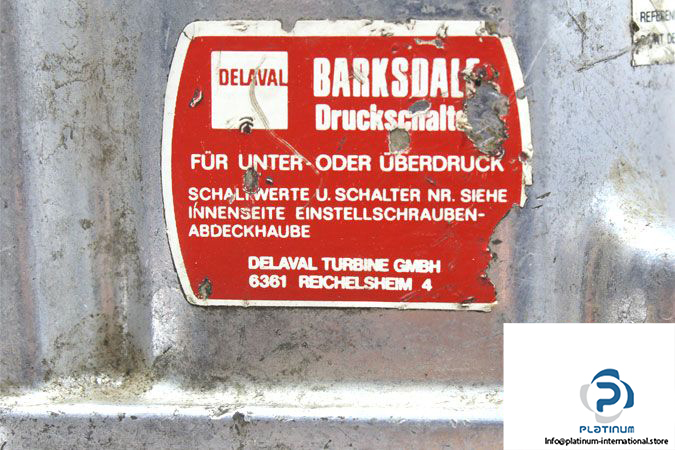 DELAVAL
BARKSDALE
Druckschalte
FÜR UNTER- ODER ÜBERDRUCK
SCHALTWERTE U. SCHALTER NR. SIEHE
INNENSEITE EINSTELLSCHRAUBEN-
ABDECKHAUBE
DELAVAL TURBINE GMBH
6361 REICHELSHEIM 4
REFEREN
PLATINUM
Info@platinum-international.store